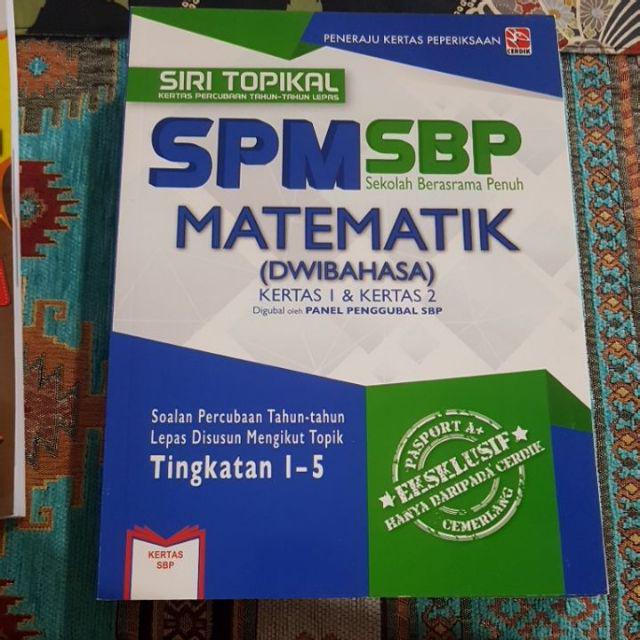 PENERAJU KERTAS PEPERIKSAAN
CERDIK
SIRI TOPIKAL
KERTAS PERCUBAAN TAHUN-TAHUN LEPAS
SPM SBP
Sekolah Berasrama Penuh
MATEMATIK
(DWIBAHASA)
KERTAS 1 & KERTAS 2
Digubal oleh PANEL PENGGUBAL SBP
Soalan Percubaan Tahun-tahun
Lepas Disusun Mengikut Topik
Tingkatan 1-5
PASPORT A+
EKSKLUSIF
HANYA DARIPADA CERDIK
CEMERLANG
KERTAS
SBP